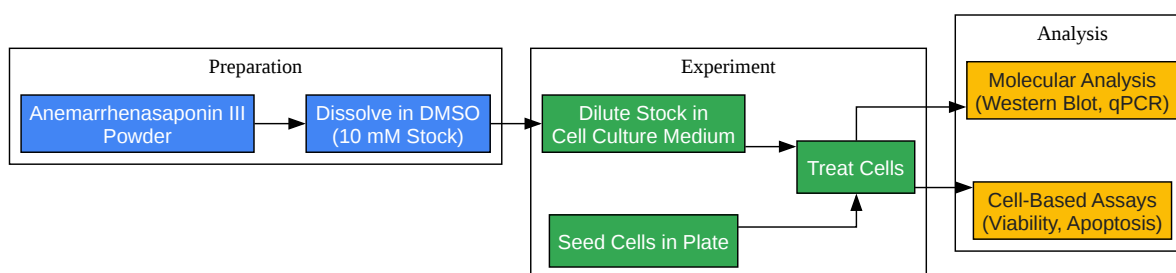 Preparation
Anemarrhenasaponin III
Powder
Dissolve in DMSO
(10 mM Stock)
Experiment
Dilute Stock in
Cell Culture Medium
Seed Cells in Plate
Treat Cells
Analysis
Molecular Analysis
(Western Blot, qPCR)
Cell-Based Assays
(Viability, Apoptosis)